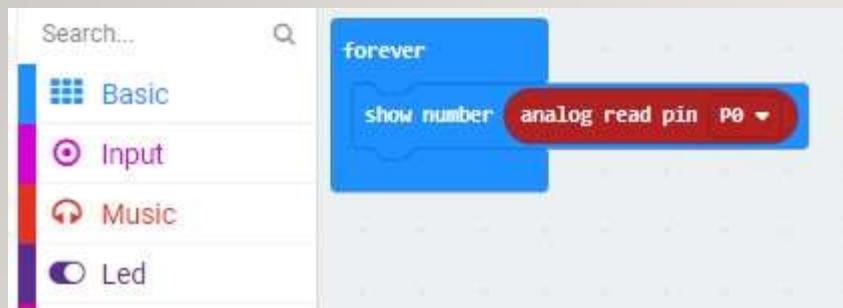 Search...
Basic
Input
Music
Led
forever
show number analog read pin P0